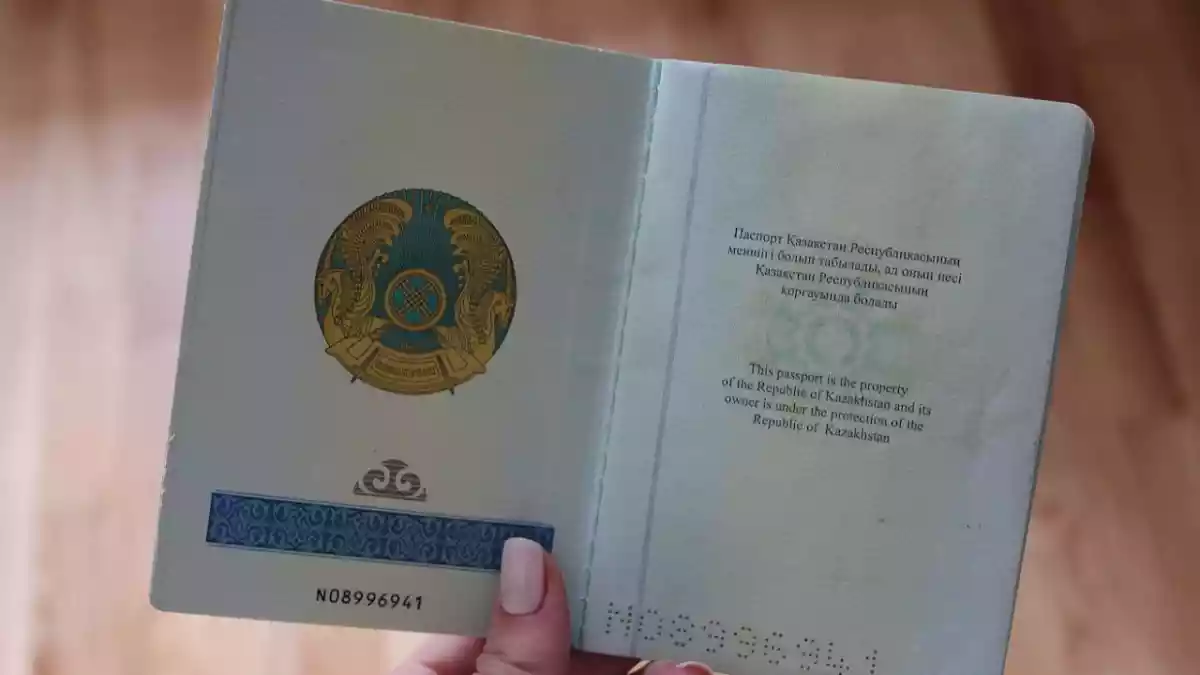 N08996941
Паспорт Қазақстан Республикасының
меншігі болып табылады, ал оның иесі
Қазақстан Республикасының
қорғауында болады
This passport is the property
of the Republic of Kazakhstan and its
owner is under the protection of the
Republic of Kazakhstan
N08996941